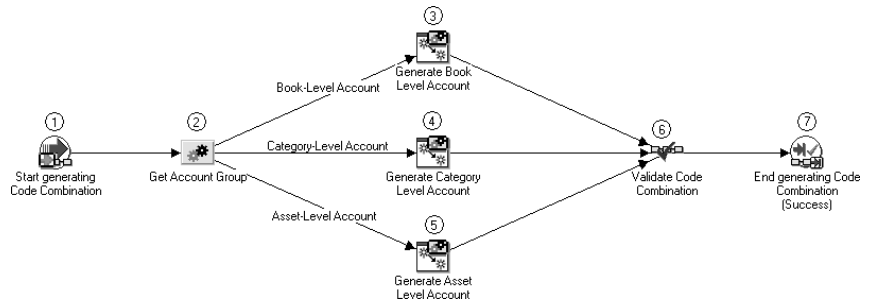 3
Generate Book
Level Account
Book-Level Account
1
Start generating
Code Combination
2
Get Account Group
Category-Level Account
4
Generate Category
Level Account
6
Validate Code
Combination
7
End generating Code
Combination
(Success)
Asset-Level Account
5
Generate Asset
Level Account